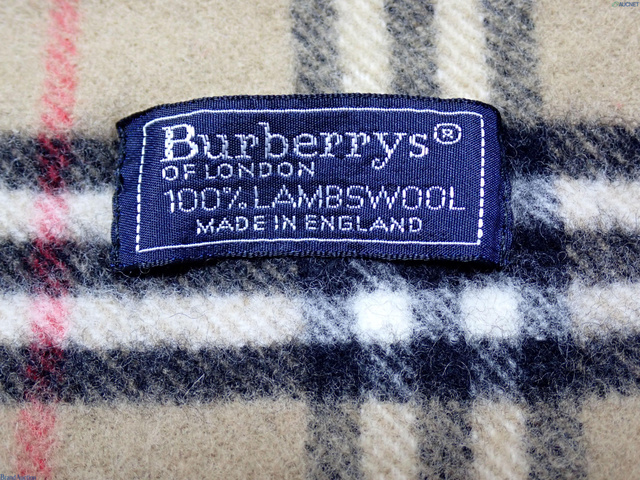 Burberrys®
OF LONDON
100% LAMBSWOOL
MADE IN ENGLAND